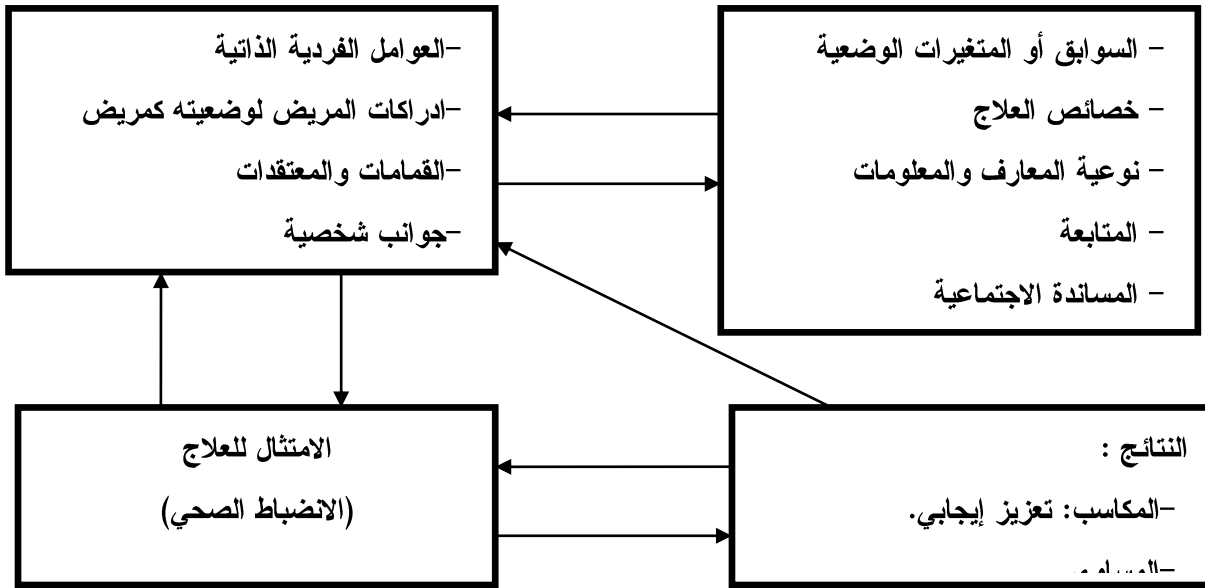 - السوابق أو المتغيرات الوضعية
- خصائص العلاج
- نوعية المعارف والمعلومات
- المتابعة
- المساندة الاجتماعية
-العوامل الفردية الذاتية
-ادراكات المريض لوضعيته كمريض
-القمامات والمعتقدات
-جوانب شخصية
النتائج :
-المكاسب: تعزيز إيجابي.
الامتثال للعلاج
(الانضباط الصحي)